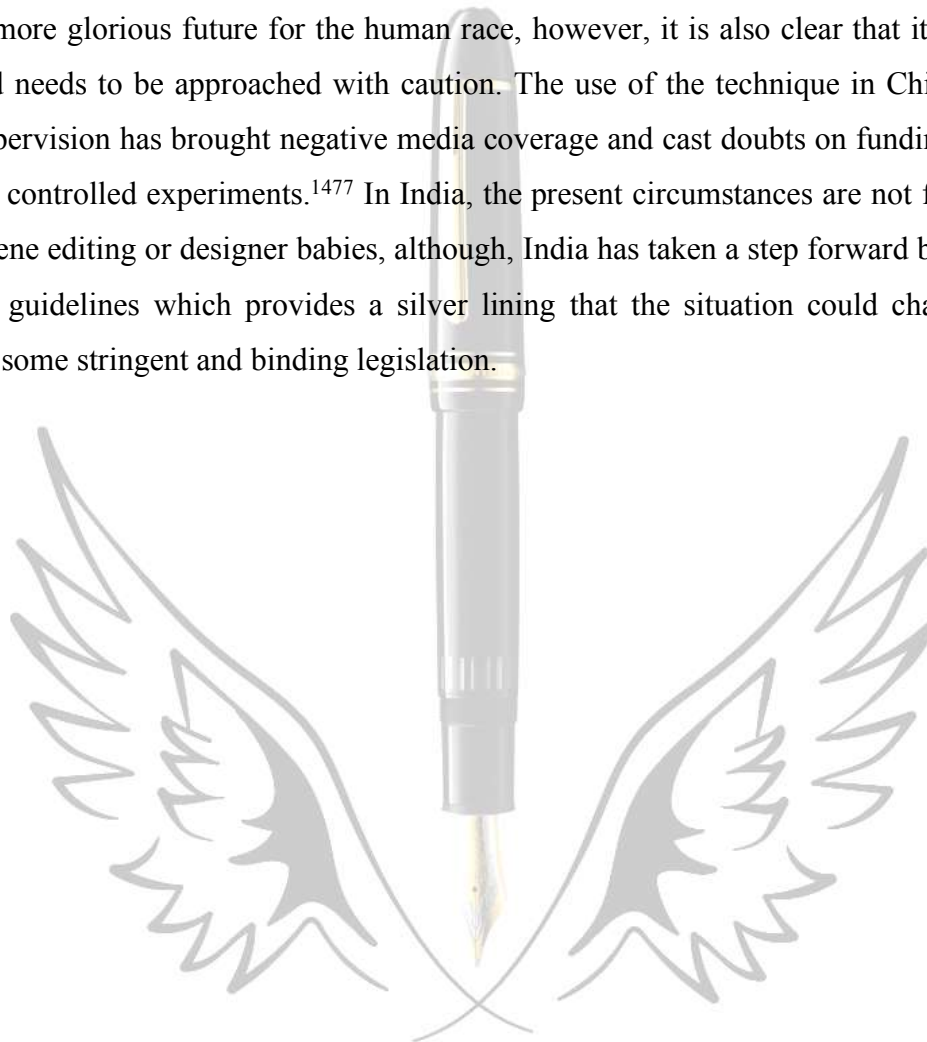 more glorious future for the human race, however, it is also clear that it
needs to be approached with caution. The use of the technique in Chi
pervision has brought negative media coverage and cast doubts on fundin
controlled experiments.1477 In India, the present circumstances are not f
ene editing or designer babies, although, India has taken a step forward b
guidelines which provides a silver lining that the situation could cha
some stringent and binding legislation.